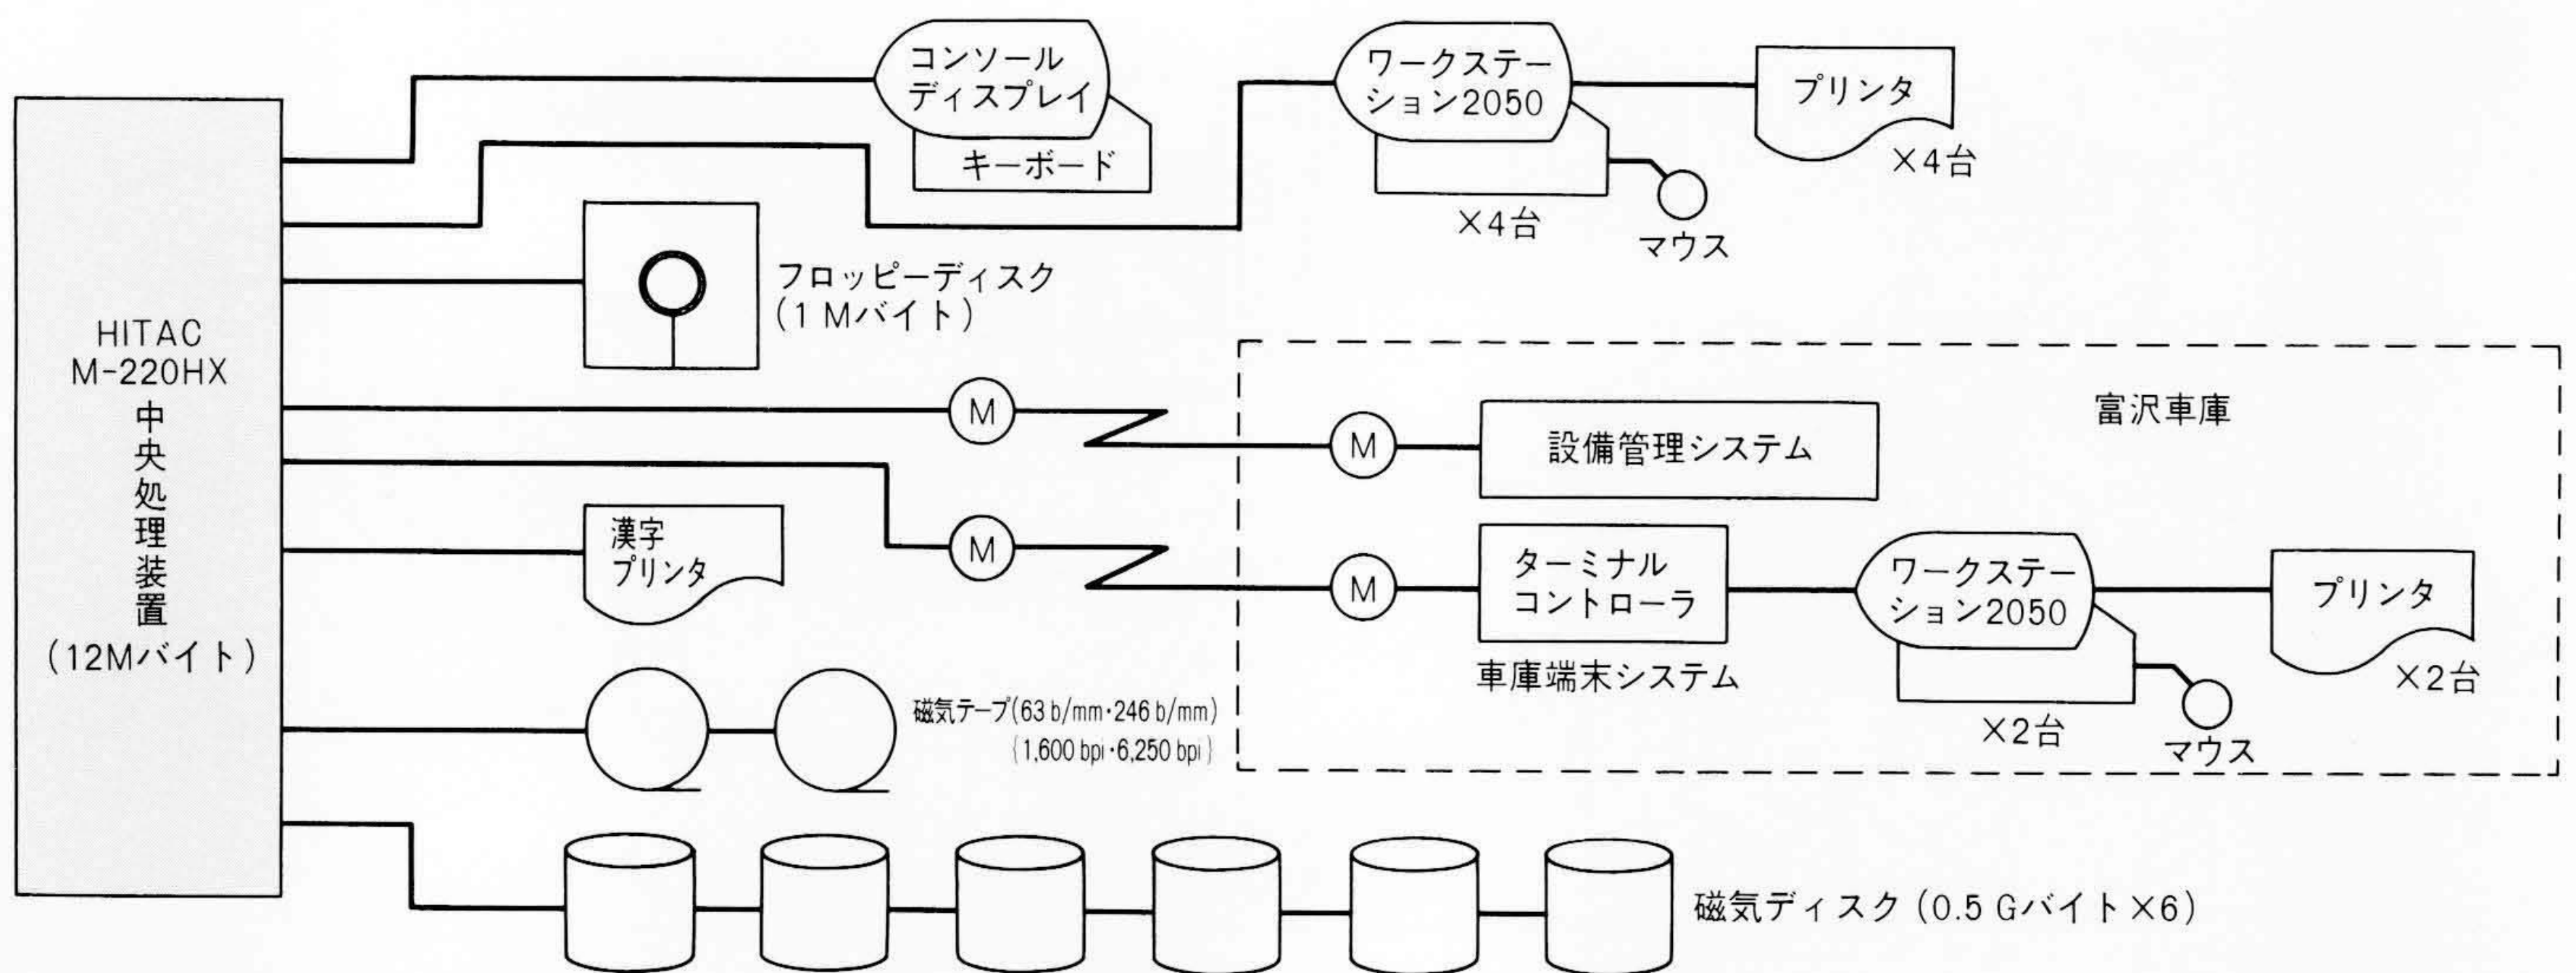 HITAC
M-220HX
中央処理装置
(12Mバイト)
コンソール
ディスプレイ
キーボード
ワークステー
ション2050
×4台
マウス
プリンタ
×4台
フロッピーディスク
(1 Mバイト)
M
M
設備管理システム
富沢車庫
漢字
プリンタ
M
M
ターミナル
コントローラ
車庫端末システム
ワークステー
ション2050
×2台
マウス
プリンタ
×2台
磁気テープ(63 b/mm・246 b/mm)
{1,600 bpi・6,250 bpi}
磁気ディスク (0.5 Gバイト×6)